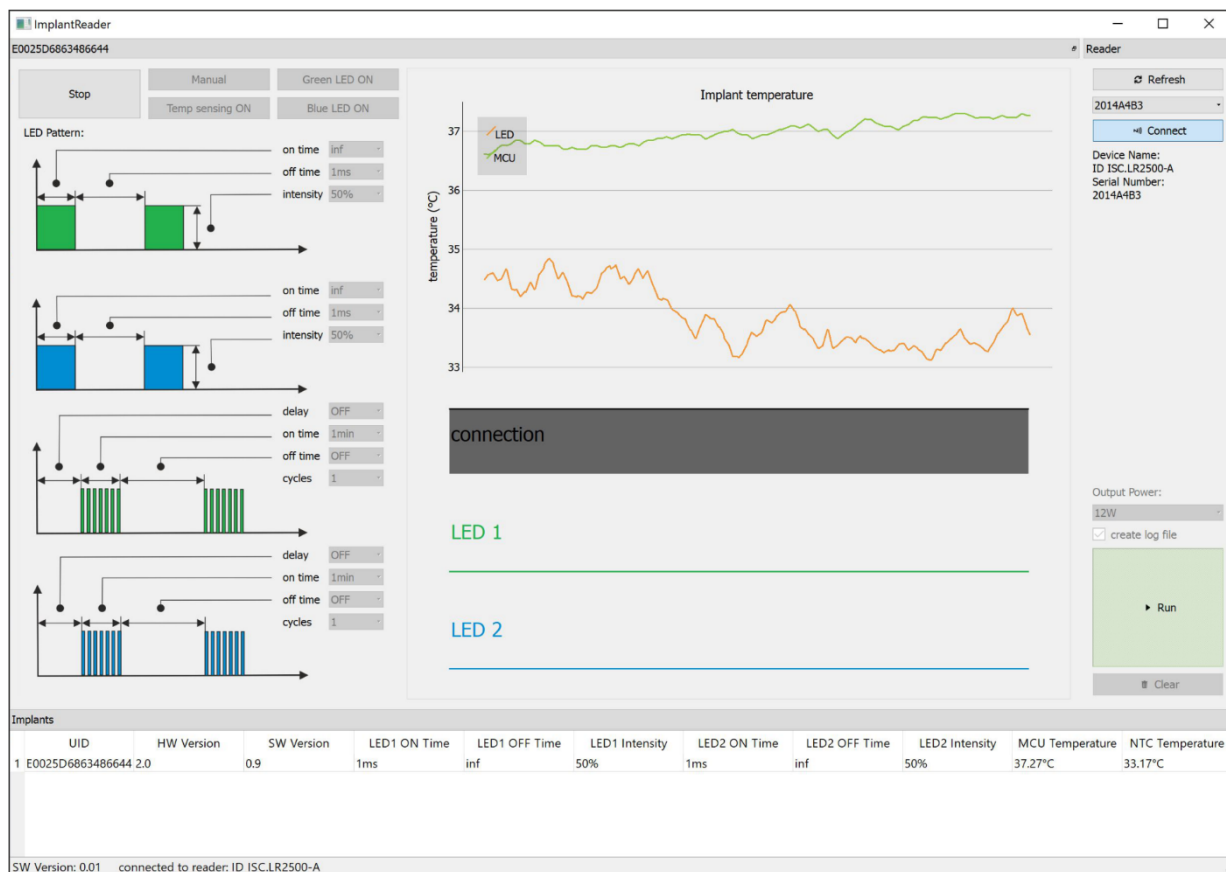 ImplantReader
E0025D6863486644
Reader
Stop
Manual
Green LED ON
Temp sensing ON
Blue LED ON
LED Pattern:
on time inf
off time 1ms
intensity 50%
on time inf
off time 1ms
intensity 50%
delay OFF
on time 1min
off time OFF
cycles 1
delay OFF
on time 1min
off time OFF
cycles 1
Implant temperature
LED
MCU
temperature (°C)
37
36
35
34
33
connection
LED 1
LED 2
Refresh
2014A4B3
Connect
Device Name:
ID ISC.LR2500-A
Serial Number:
2014A4B3
Output Power:
12W
create log file
Run
Clear
Implants
UID HW Version SW Version LED1 ON Time LED1 OFF Time LED1 Intensity LED2 ON Time LED2 OFF Time LED2 Intensity MCU Temperature NTC Temperature
1 E0025D6863486644 2.0 0.9 1ms inf 50% 1ms inf 50% 37.27°C 33.17°C
SW Version: 0.01 connected to reader: ID ISC.LR2500-A